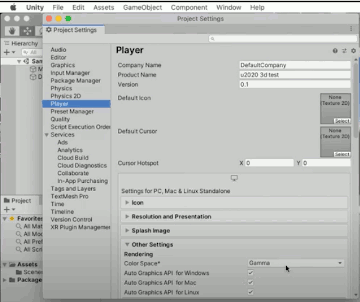 Unity File Edit Assets GameObject Component Window Help
Project Settings
Project Settings
Hierarchy
Audio
Editor
Graphics
Input Manager
Package Manager
Physics
Physics 2D
Player
Preset Manager
Quality
Script Execution Order
Services
Ads
Analytics
Cloud Build
Cloud Diagnostics
Collaborate
In-App Purchasing
Tags and Layers
TextMesh Pro
Time
Timeline
Version Control
XR Plugin Managemen
Player
Company Name DefaultCompany
Product Name u2020 3d test
Version 0.1
Default Icon
None
(Texture 2D)
Select
Default Cursor
None
(Texture 2D)
Select
Cursor Hotspot X 0 Y 0
Settings for PC, Mac & Linux Standalone
Icon
Resolution and Presentation
Splash Image
Other Settings
Rendering
Color Space* Gamma
Auto Graphics API for Windows
Auto Graphics API for Mac
Auto Graphics API for Linux
Project
Favorites
All Mat
All Mod
All Pref
All Scri
Assets
Scenes
Packages